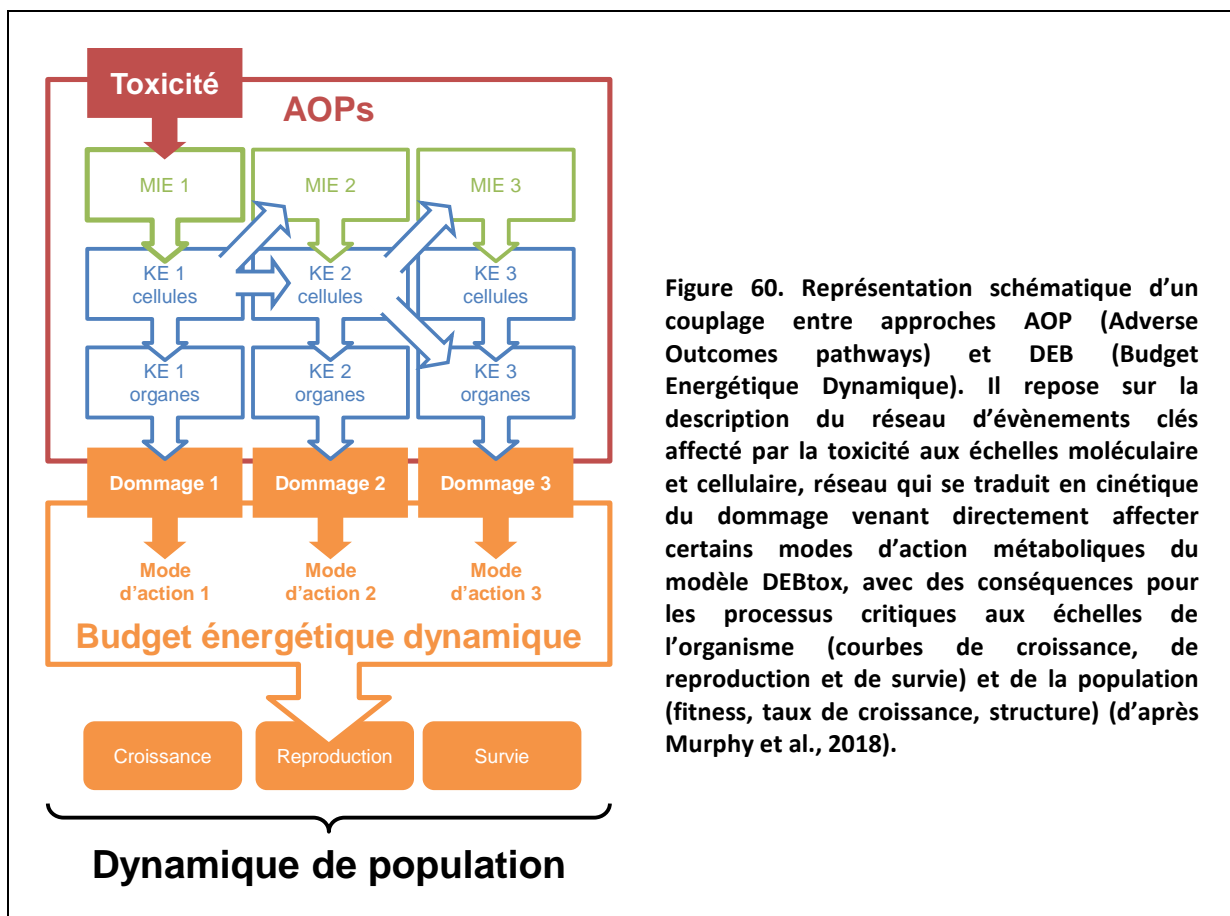 Toxicité
AOPs
MIE 1
MIE 2
MIE 3
KE 1
cellules
KE 2
cellules
KE 3
cellules
KE 1
organes
KE 2
organes
KE 3
organes
Dommage 1
Dommage 2
Dommage 3
Mode
d'action 1
Mode
d'action 2
Mode
d'action 3
Budget énergétique dynamique
Croissance
Reproduction
Survie
Dynamique de population
Figure 60. Représentation schématique d'un
couplage entre approches AOP (Adverse
Outcomes pathways) et DEB (Budget
Energétique Dynamique). Il repose sur la
description du réseau d'évènements clés
affecté par la toxicité aux échelles moléculaire
et cellulaire, réseau qui se traduit en cinétique
du dommage venant directement affecter
certains modes d'action métaboliques du
modèle DEBtox, avec des conséquences pour
les processus critiques aux échelles de
l'organisme (courbes de croissance, de
reproduction et de survie) et de la population
(fitness, taux de croissance, structure) (d'après
Murphy et al., 2018).